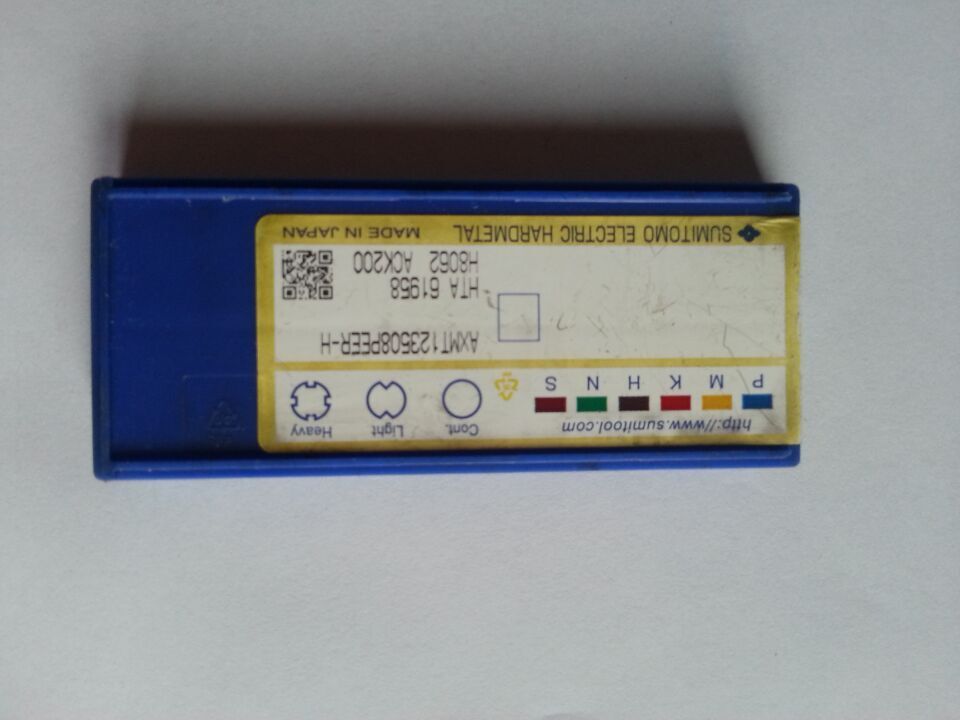 http://www.sumitool.com
P M K H N S
Cont. Light Heavy
AXMT123508PEER-H
HTA 61958
H8062 ACK200
SUMITOMO ELECTRIC HARDMETAL MADE IN JAPAN